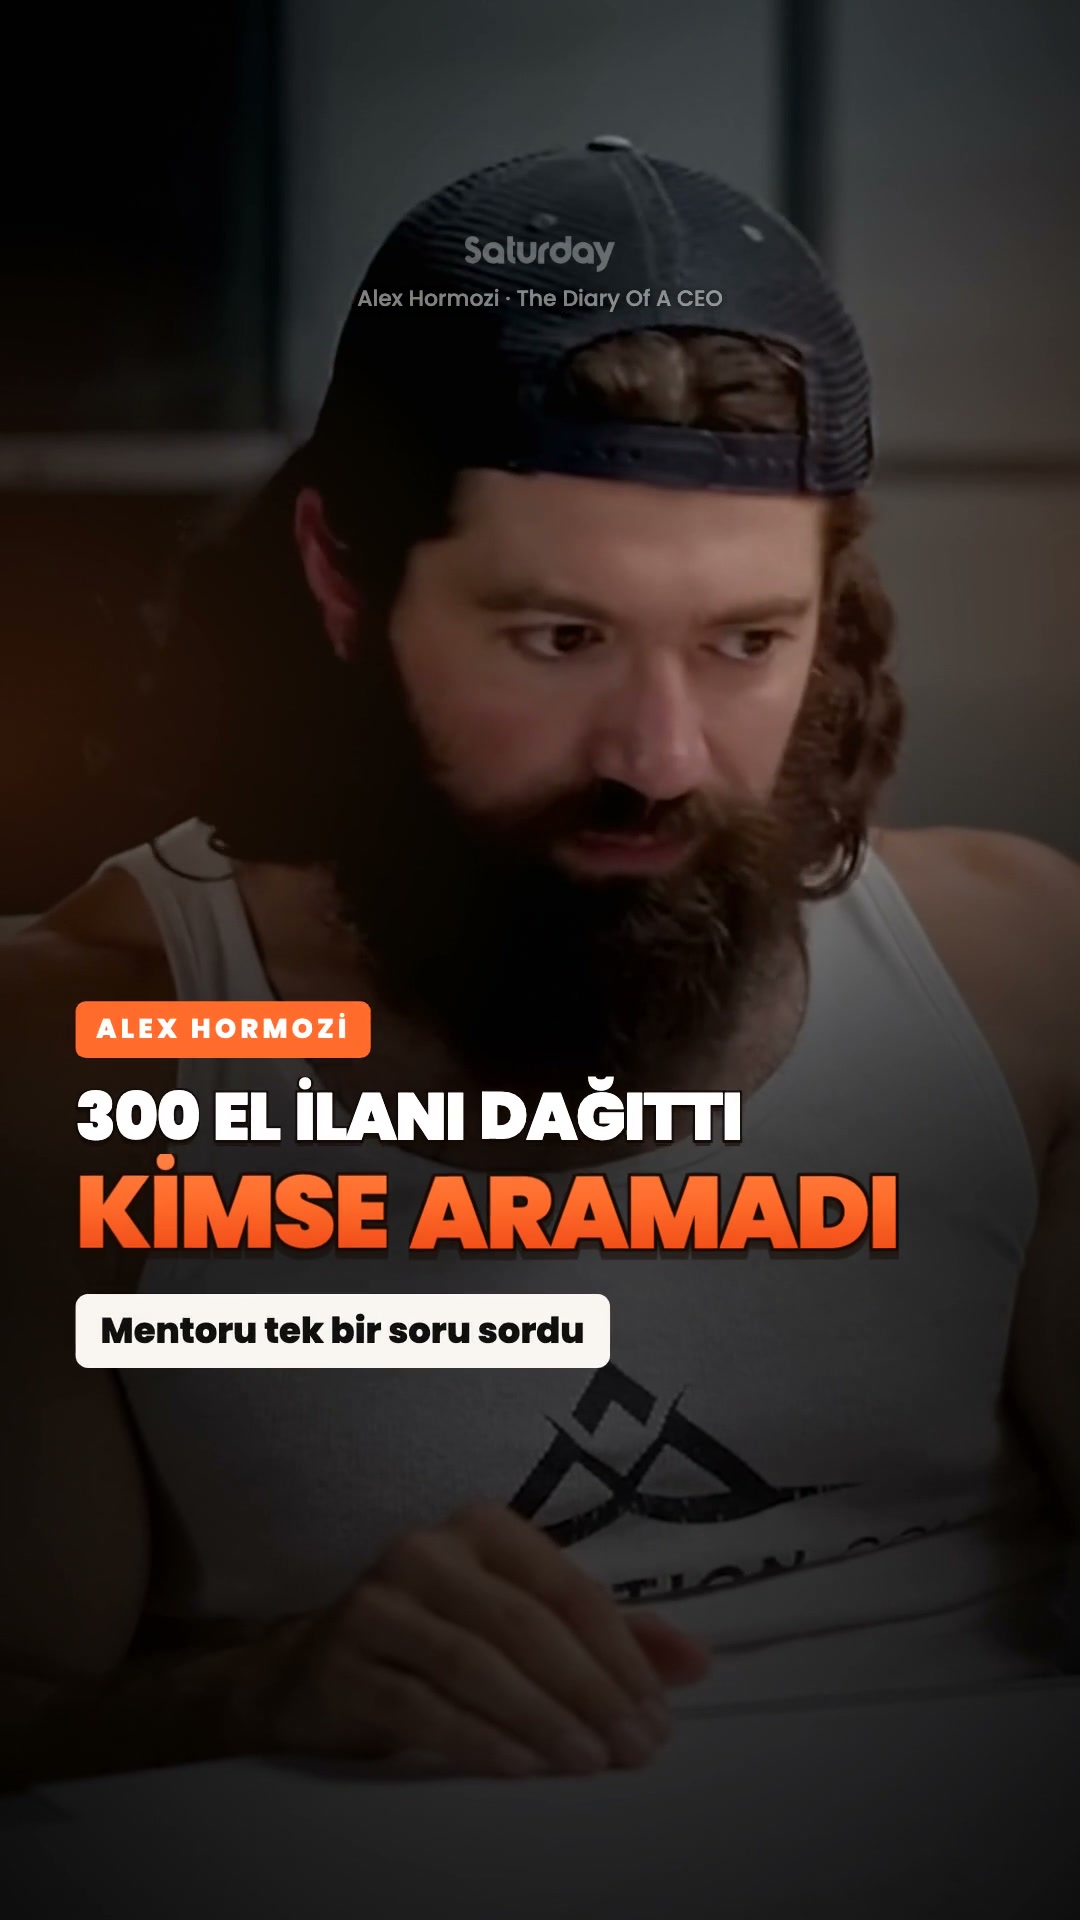 Saturday
Alex Hormozi · The Diary Of A CEO
ALEX HORMOZİ
300 EL İLANI DAĞITTI
KİMSE ARAMADI
Mentoru tek bir soru sordu